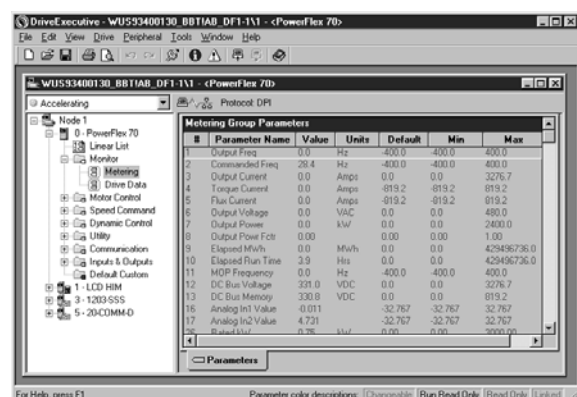 DriveExecutive - WUS93400130_BBT!AB_DF1-1\1 - <PowerFlex 70>
File Edit View Drive Peripheral Tools Window Help
WUS93400130_BBT!AB_DF1-1\1 - <PowerFlex 70>
Accelerating
Protocol: DPI
Node 1
0 - PowerFlex 70
Linear List
Monitor
Metering
Drive Data
Motor Control
Speed Command
Dynamic Control
Utility
Communication
Inputs & Outputs
Default Custom
1 - LCD HIM
3 - 1203-SSS
5 - 20-COMM-D
Metering Group Parameters
# Parameter Name Value Units Default Min Max
1 Output Freq 0.0 Hz -400.0 -400.0 400.0
2 Commanded Freq 28.4 Hz -400.0 -400.0 400.0
3 Output Current 0.0 Amps 0.0 0.0 3276.7
4 Torque Current 0.0 Amps -819.2 -819.2 819.2
5 Flux Current 0.0 Amps -819.2 -819.2 819.2
6 Output Voltage 0.0 VAC 0.0 0.0 480.0
7 Output Power 0.0 kW 0.0 0.0 2400.0
8 Output Powr Fctr 0.00 0.00 0.00 1.00
9 Elapsed MWh 0.0 MWh 0.0 0.0 429496736.0
10 Elapsed Run Time 3.9 Hrs 0.0 0.0 429496736.0
11 MOP Frequency 0.0 Hz -400.0 -400.0 400.0
12 DC Bus Voltage 331.0 VDC 0.0 0.0 3276.7
13 DC Bus Memory 330.8 VDC 0.0 0.0 819.2
16 Analog In1 Value -0.011 -32.767 -32.767 32.767
17 Analog In2 Value 4.731 -32.767 -32.767 32.767
26 Rated kW 0.75 kW 0.00 0.00 3000.00
Parameters
For Help, press F1
Parameter color descriptions: Changeable Run Read Only Read Only Linked